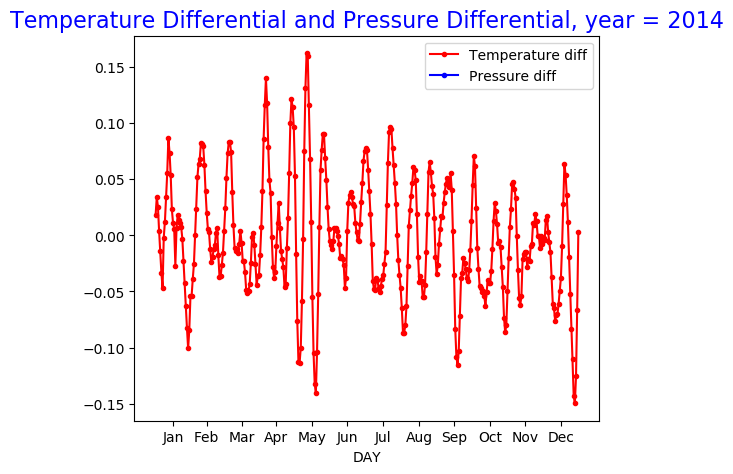 Temperature Differential and Pressure Differential, year = 2014
Temperature diff
Pressure diff
0.15
0.10
0.05
0.00
−0.05
−0.10
−0.15
Jan Feb Mar Apr May Jun Jul Aug Sep Oct Nov Dec
DAY